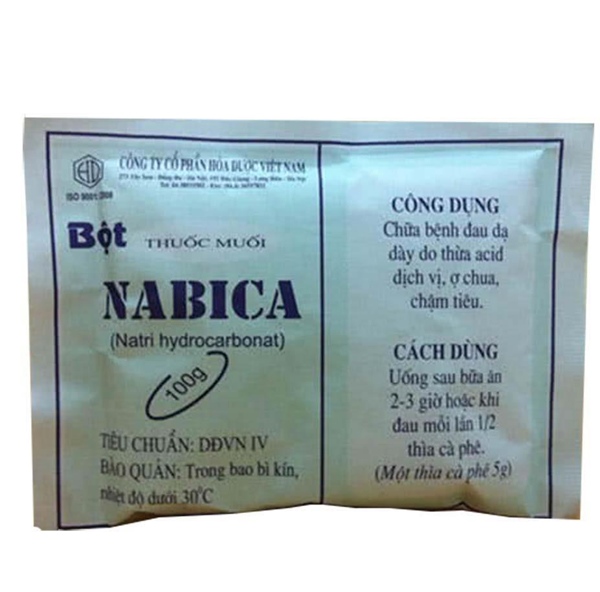 CÔNG TY CỔ PHẦN HÓA DƯỢC VIỆT NAM
ISO 9001:2008
Bột THUỐC MUỐI
NABICA
(Natri hydrocarbonat)
100g
TIÊU CHUẨN: DĐVN IV
BẢO QUẢN: Trong bao bì kín,
nhiệt độ dưới 30°C
CÔNG DỤNG
Chữa bệnh đau dạ
dày do thừa acid
dịch vị, ợ chua,
chậm tiêu.
CÁCH DÙNG
Uống sau bữa ăn
2-3 giờ hoặc khi
đau mỗi lần 1/2
thìa cà phê.
(Một thìa cà phê 5g)